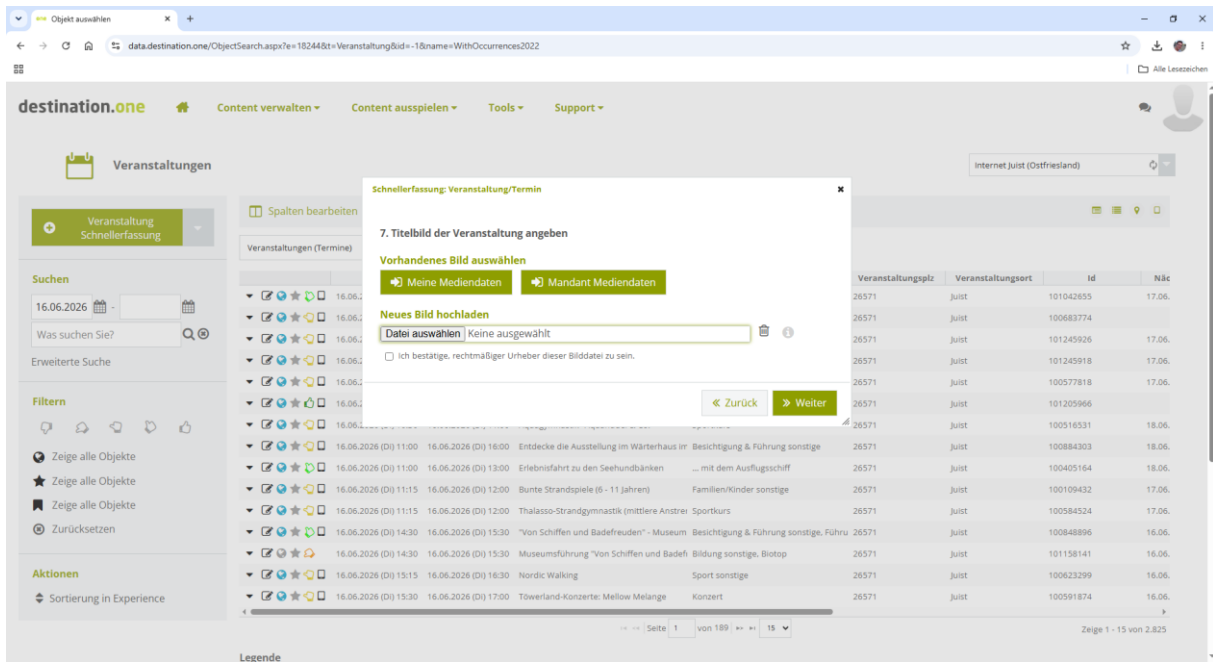 Objekt auswählen
data.destination.one/ObjectSearch.aspx?e=18244&t=Veranstaltung&id=-1&name=WithOccurrences2022
Alle Lesezeichen
destination.one Content verwalten Content ausspielen Tools Support
Veranstaltungen
Internet Juist (Ostfriesland)
Schnellerfassung: Veranstaltung/Termin
Veranstaltung
Schnellerfassung
Spalten bearbeiten
7. Titelbild der Veranstaltung angeben
Veranstaltungen (Termine)
Vorhandenes Bild auswählen
Meine Mediendaten Mandant Mediendaten
Suchen
Veranstaltungsplz Veranstaltungsort Id Näc
16.06.2026 -
16.06. 26571 Juist 101042655 17.06.
Neues Bild hochladen
16.06. 26571 Juist 100683774
Was suchen Sie?
Datei auswählen Keine ausgewählt
16.06. 26571 Juist 101245926 17.06.
Ich bestätige, rechtmäßiger Urheber dieser Bilddatei zu sein.
Erweiterte Suche
16.06. 26571 Juist 101245918 17.06.
16.06. 26571 Juist 100577818 17.06.
Filtern
Zurück Weiter
16.06. 26571 Juist 101205966
26571 Juist 100516531 18.06.
16.06.2026 (Di) 11:00 16.06.2026 (Di) 16:00 Entdecke die Ausstellung im Wärterhaus Besichtigung & Führung sonstige 26571 Juist 100884303 18.06.
Zeige alle Objekte
16.06.2026 (Di) 11:00 16.06.2026 (Di) 13:00 Erlebnisfahrt zu den Seehundbänken ... mit dem Ausflugsschiff 26571 Juist 100405164 18.06.
Zeige alle Objekte
16.06.2026 (Di) 11:15 16.06.2026 (Di) 12:00 Bunte Strandspiele (6 - 11 Jahren) Familien/Kinder sonstige 26571 Juist 100109432 17.06.
Zeige alle Objekte
16.06.2026 (Di) 11:15 16.06.2026 (Di) 12:00 Thalasso-Strandgymnastik (mittlere Anstrer Sportkurs 26571 Juist 100584524 17.06.
Zurücksetzen
16.06.2026 (Di) 14:30 16.06.2026 (Di) 15:30 "Von Schiffen und Badefreuden" - Museum Besichtigung & Führung sonstige, Führu 26571 Juist 100848896 16.06.
16.06.2026 (Di) 14:30 16.06.2026 (Di) 15:30 Museumsführung "Von Schiffen und Badef Bildung sonstige, Biotop 26571 Juist 101158141 16.06.
Aktionen
16.06.2026 (Di) 15:15 16.06.2026 (Di) 16:30 Nordic Walking Sport sonstige 26571 Juist 100623299 16.06.
Sortierung in Experience
16.06.2026 (Di) 15:30 16.06.2026 (Di) 17:00 Töwerland-Konzerte: Mellow Melange Konzert 26571 Juist 100591874 16.06.
Seite 1 von 189 15
Zeige 1 - 15 von 2.825
Legende